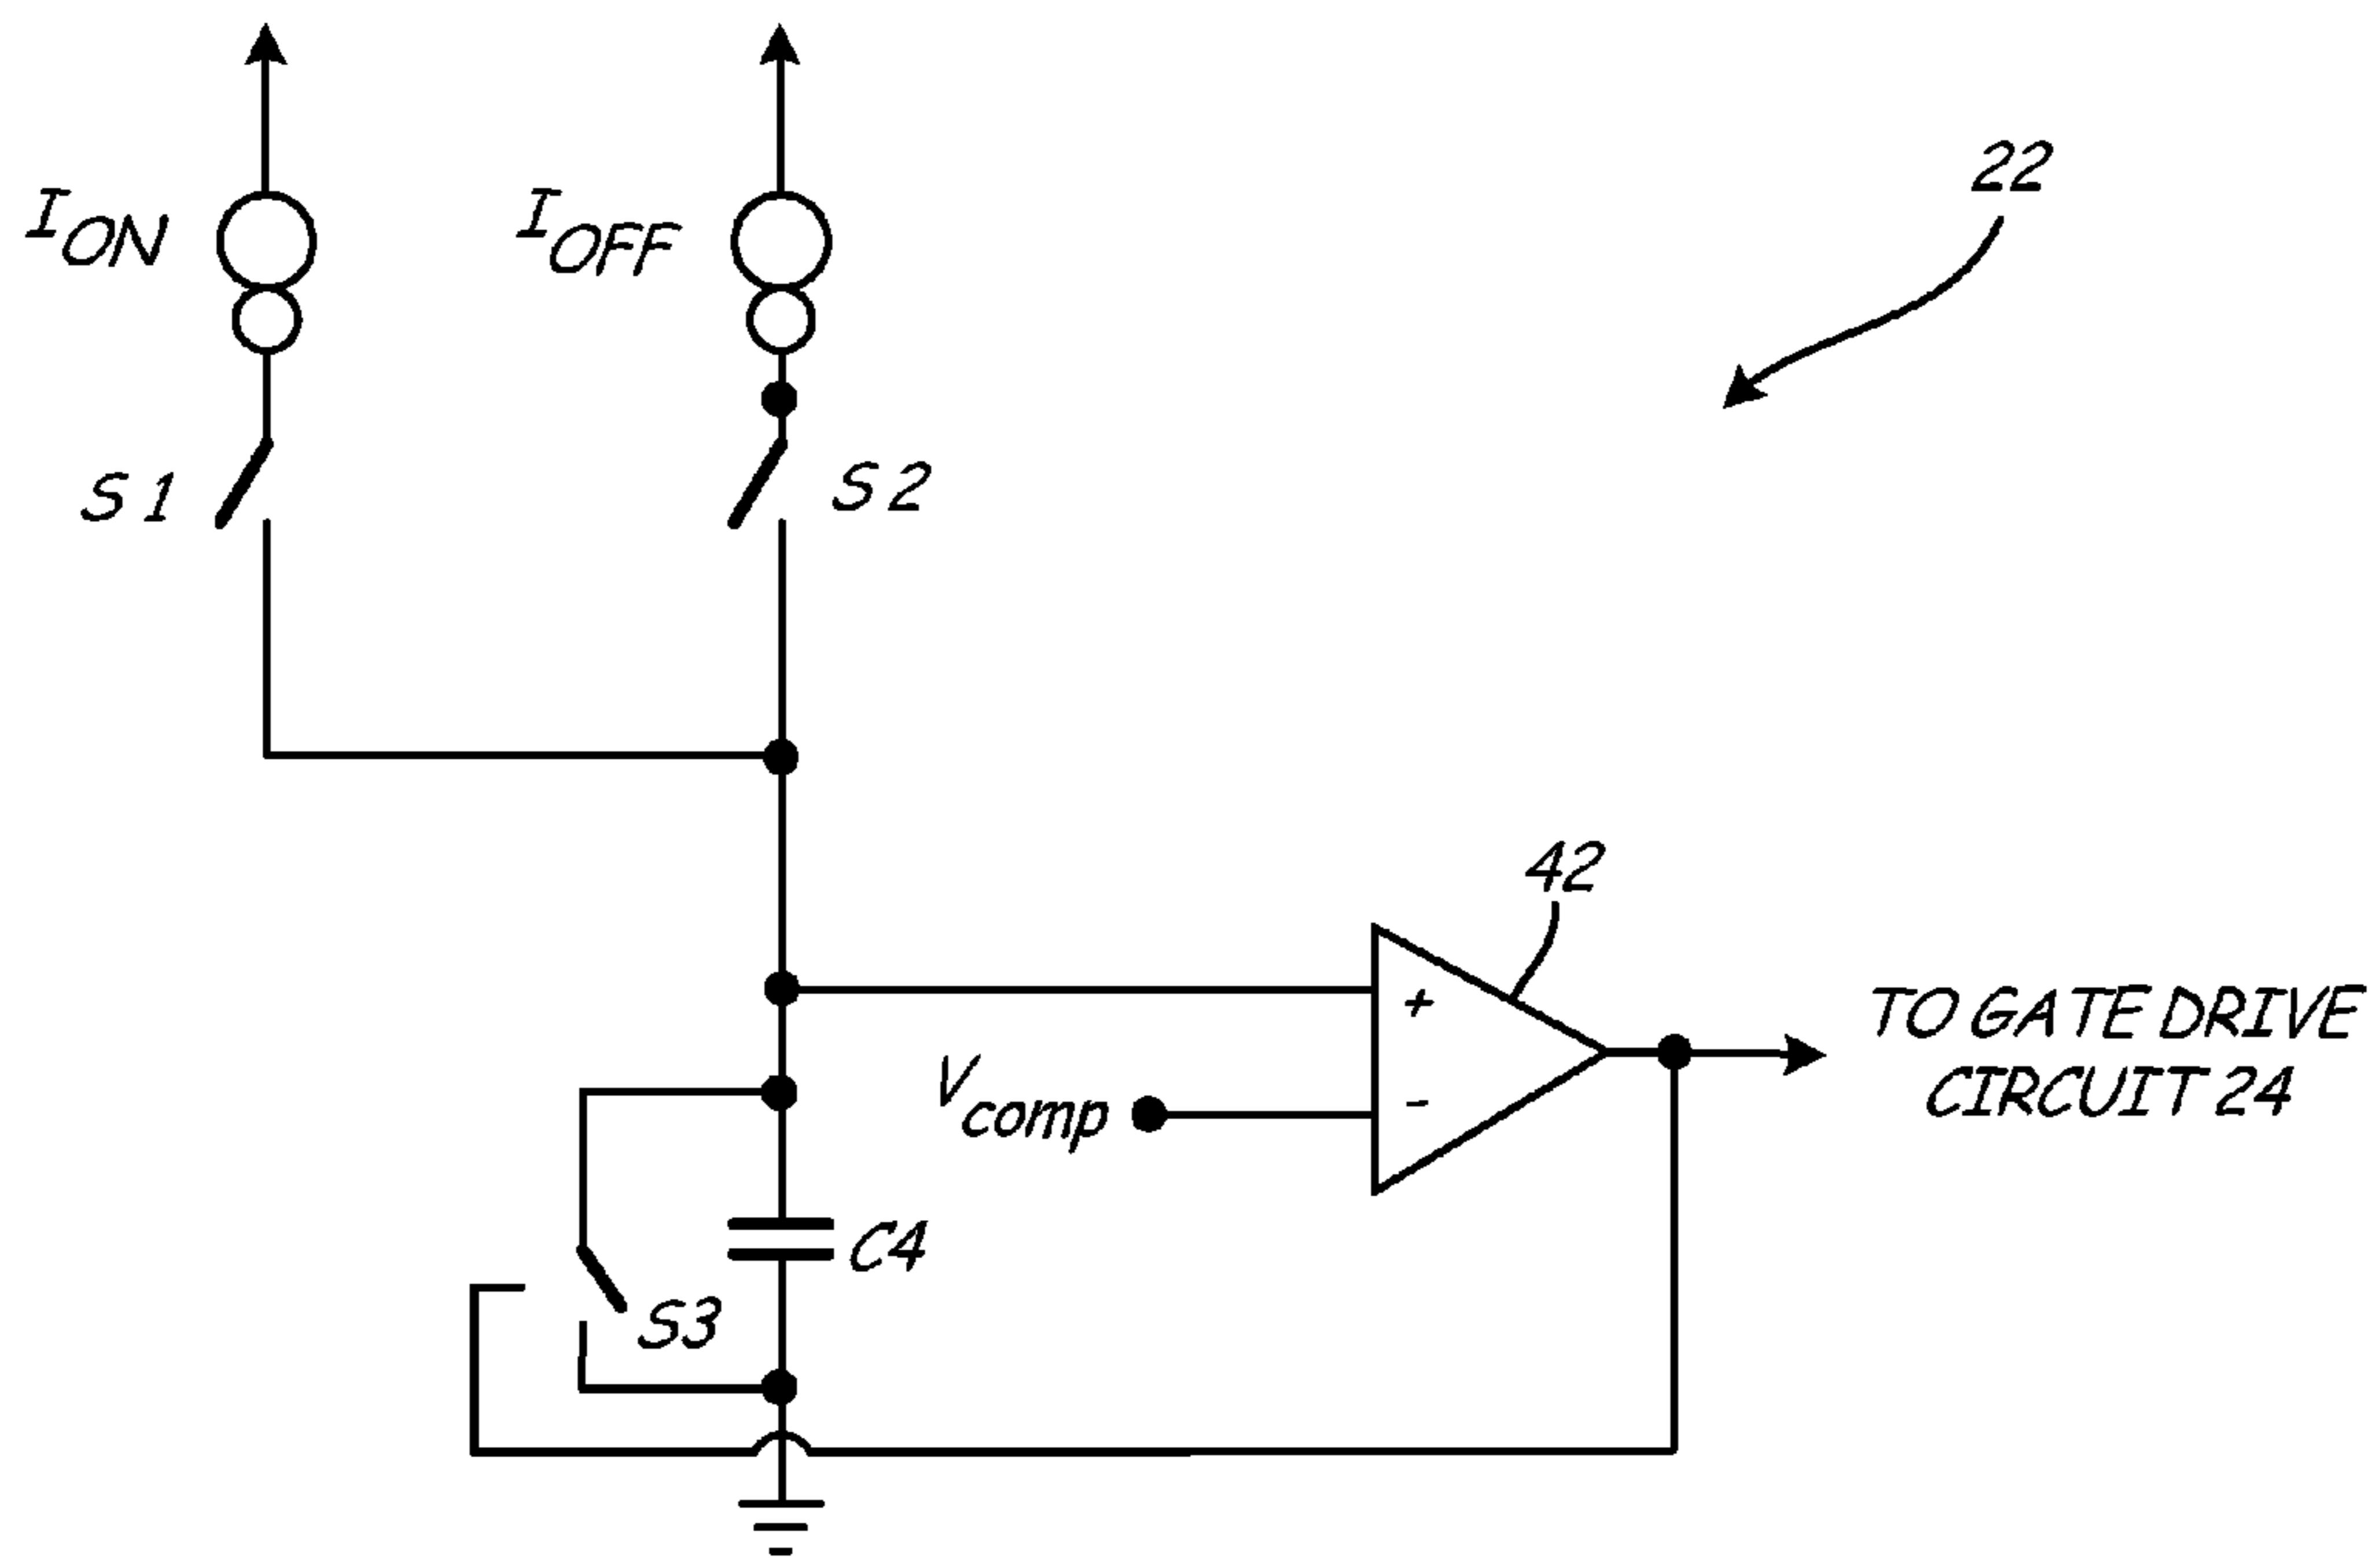 I_ON
I_OFF
22
S1
S2
42
TO GATE DRIVE
CIRCUIT 24
+
V_comp
-
C4
S3